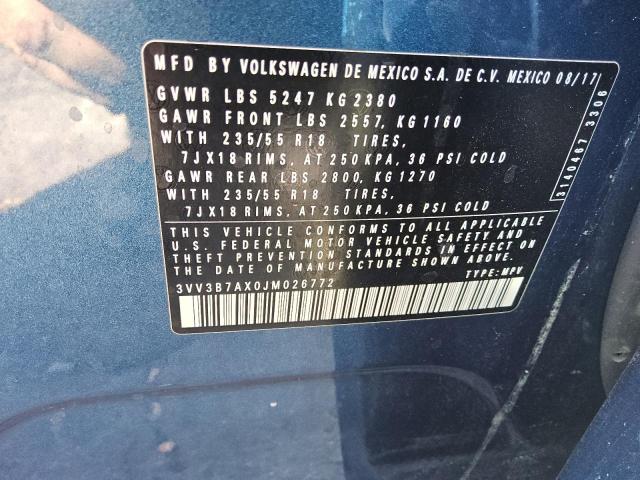 MFD BY VOLKSWAGEN DE MEXICO S.A. DE C.V. MEXICO 08/17
GVWR LBS 5247 KG 2380
GAWR FRONT LBS 2557, KG 1160
WITH 235/55 R18 TIRES,
7JX18 RIMS, AT 250 KPA, 36 PSI COLD
GAWR REAR LBS 2800, KG 1270
WITH 235/55 R18 TIRES,
7JX18 RIMS, AT 250 KPA, 36 PSI COLD
THIS VEHICLE CONFORMS TO ALL APPLICABLE
U.S. FEDERAL MOTOR VEHICLE SAFETY AND
THEFT PREVENTION STANDARDS IN EFFECT ON
THE DATE OF MANUFACTURE SHOWN ABOVE.
3VV3B7AX0JM026772 TYPE: MPV
3140467 3306